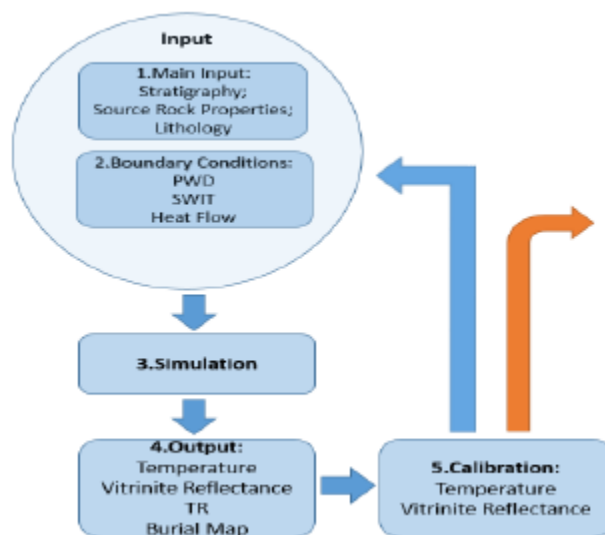 Input
1.Main Input:
Stratigraphy;
Source Rock Properties;
Lithology
2.Boundary Conditions:
PWD
SWIT
Heat Flow
3.Simulation
4.Output:
Temperature
Vitrinite Reflectance
TR
Burial Map
5.Calibration:
Temperature
Vitrinite Reflectance